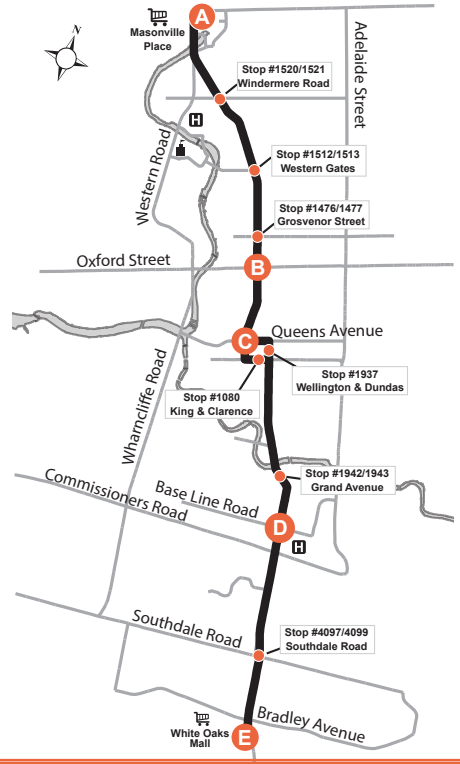 A
Masonville
Place
N
Adelaide Street
Stop #1520/1521
Windermere Road
H
Stop #1512/1513
Western Gates
Western Road
Stop #1476/1477
Grosvenor Street
Oxford Street
B
C
Queens Avenue
Stop #1937
Wellington & Dundas
Stop #1080
King & Clarence
Wharncliffe Road
Stop #1942/1943
Grand Avenue
Commissioners Road
Base Line Road
D
H
Southdale Road
Stop #4097/4099
Southdale Road
Bradley Avenue
White Oaks
Mall
E